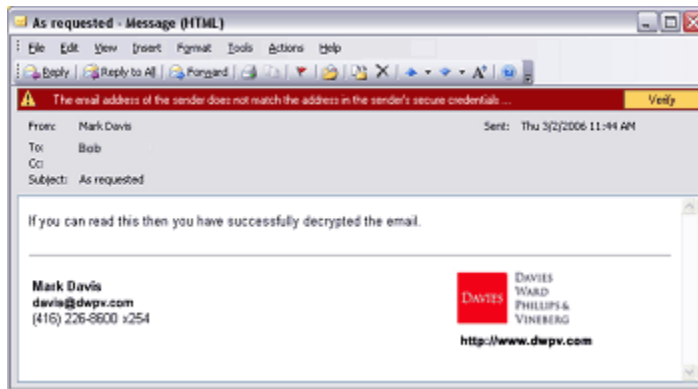 As requested - Message (HTML)
File Edit View Insert Format Tools Actions Help
Reply Reply to All Forward
The email address of the sender does not match the address in the sender's secure credentials ... Verify
From: Mark Davis Sent: Thu 3/2/2006 11:44 AM
To: Bob
Cc:
Subject: As requested
If you can read this then you have successfully decrypted the email.
Mark Davis
davis@dwpv.com
(416) 226-8600 x254
DAVIES
DAVIES
WARD
PHILLIPS &
VINEBERG
http://www.dwpv.com